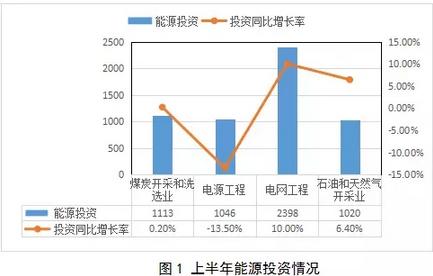 能源投资 投资同比增长率
2500 15.00%
2000 10.00%
5.00%
1500 0.00%
1000 -5.00%
500 -10.00%
0 -15.00%
煤炭开采和洗选业 电源工程 电网工程 石油和天然气开采业
能源投资 1113 1046 2398 1020
投资同比增长率 0.20% -13.50% 10.00% 6.40%
图1 上半年能源投资情况